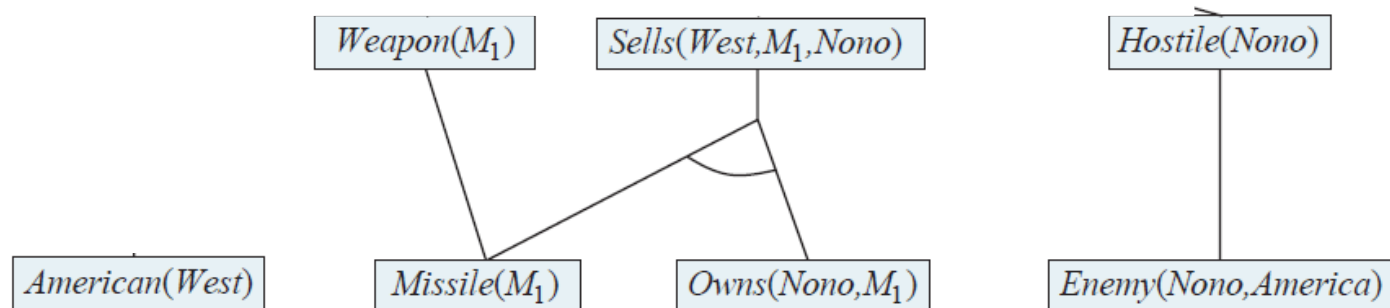 Weapon(M₁) Sells(West,M₁,Nono) Hostile(Nono)
American(West) Missile(M₁) Owns(Nono,M₁) Enemy(Nono,America)